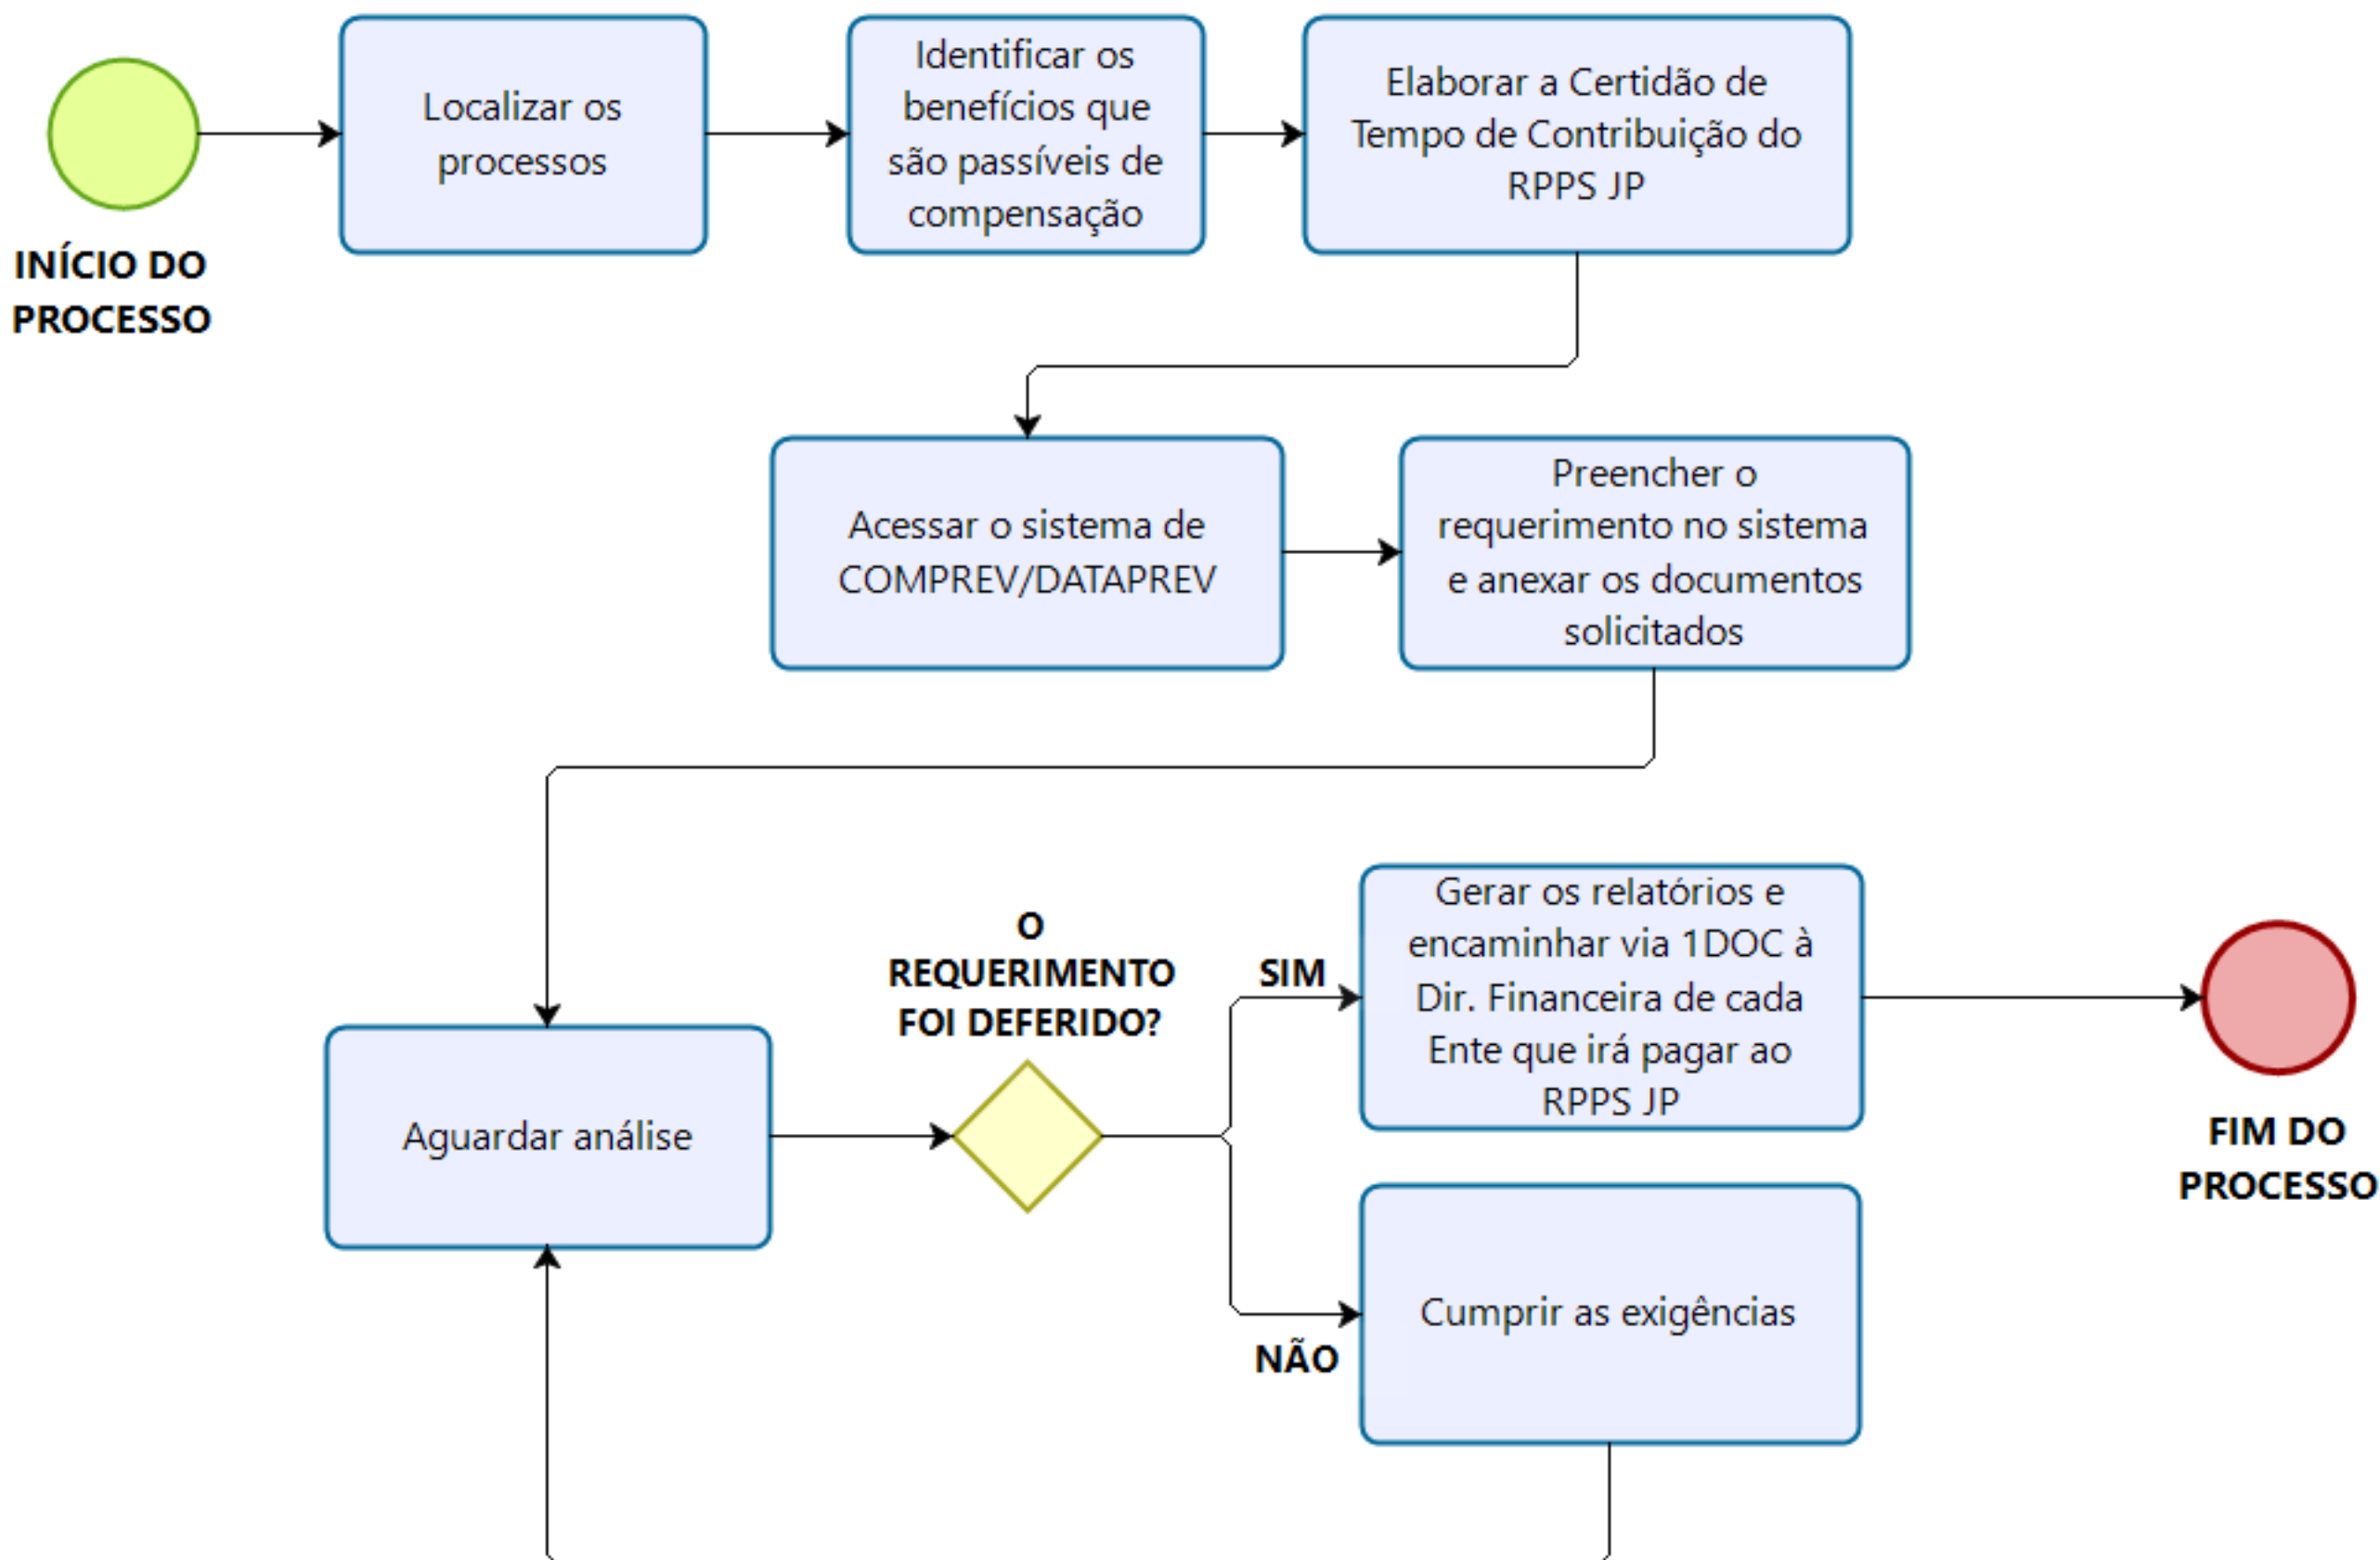 INÍCIO DO
PROCESSO
Localizar os
processos
Identificar os
benefícios que
são passíveis de
compensação
Elaborar a Certidão de
Tempo de Contribuição do
RPPS JP
Acessar o sistema de
COMPREV/DATAPREV
Preencher o
requerimento no sistema
e anexar os documentos
solicitados
Aguardar análise
O
REQUERIMENTO
FOI DEFERIDO?
SIM
Gerar os relatórios e
encaminhar via 1DOC à
Dir. Financeira de cada
Ente que irá pagar ao
RPPS JP
FIM DO
PROCESSO
NÃO
Cumprir as exigências